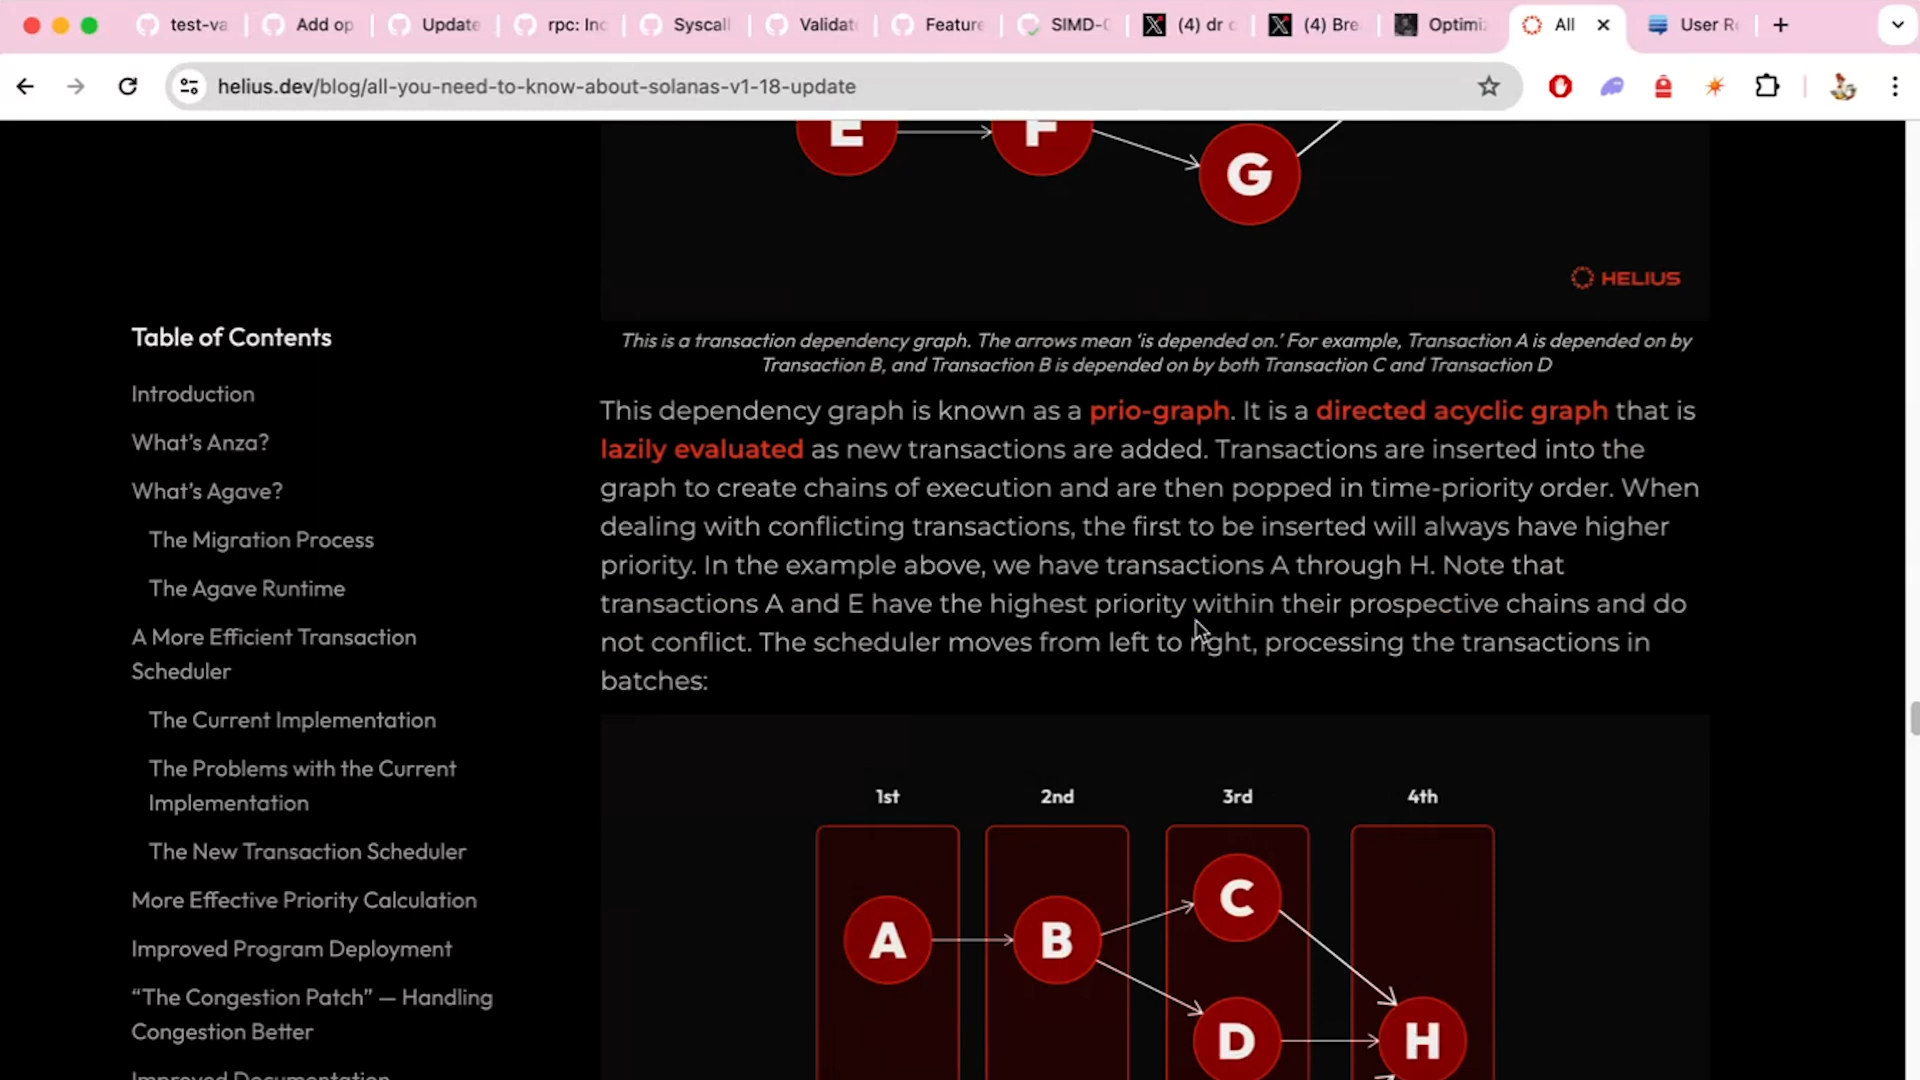 test-va
Add op
Update
rpc: Inc
Syscall
Validat
Feature
SIMD-0
(4) dr c
(4) Bre
Optimi
All
User Re
helius.dev/blog/all-you-need-to-know-about-solanas-v1-18-update
E
F
G
HELIUS
This is a transaction dependency graph. The arrows mean ‘is depended on.’ For example, Transaction A is depended on by
Transaction B, and Transaction B is depended on by both Transaction C and Transaction D
This dependency graph is known as a prio-graph. It is a directed acyclic graph that is
lazily evaluated as new transactions are added. Transactions are inserted into the
graph to create chains of execution and are then popped in time-priority order. When
dealing with conflicting transactions, the first to be inserted will always have higher
priority. In the example above, we have transactions A through H. Note that
transactions A and E have the highest priority within their prospective chains and do
not conflict. The scheduler moves from left to right, processing the transactions in
batches:
1st
2nd
3rd
4th
A
B
C
D
H
Table of Contents
Introduction
What’s Anza?
What’s Agave?
The Migration Process
The Agave Runtime
A More Efficient Transaction
Scheduler
The Current Implementation
The Problems with the Current
Implementation
The New Transaction Scheduler
More Effective Priority Calculation
Improved Program Deployment
“The Congestion Patch” — Handling
Congestion Better
Improved Documentation